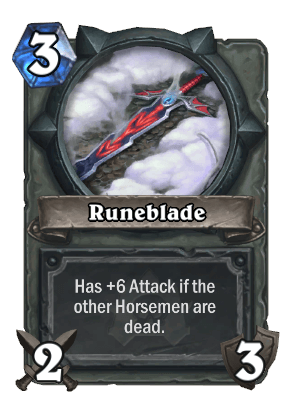 3
Runeblade
Has +6 Attack if the
other Horsemen are
dead.
2
3